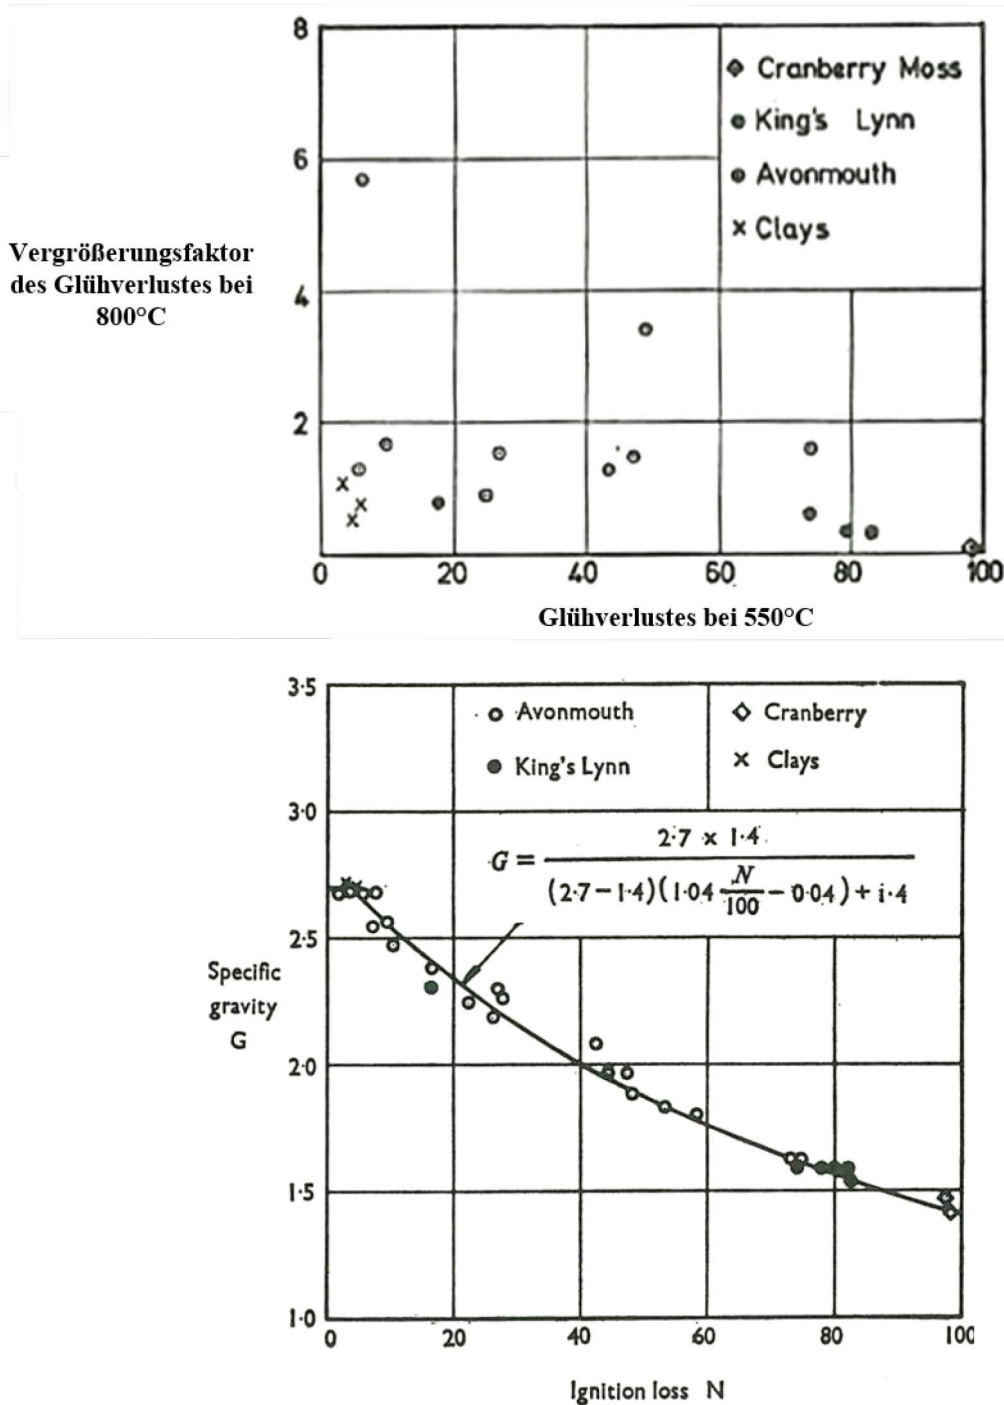 8
6
4
2
◇ Cranberry Moss
● King's Lynn
● Avonmouth
× Clays
Vergrößerungsfaktor
des Glühverlustes bei
800°C
0 20 40 60 80 100
Glühverlustes bei 550°C
3·5
3·0
2·5
2·0
1·5
1·0
○ Avonmouth
◇ Cranberry
● King's Lynn
× Clays
2·7 × 1·4
G =
(2·7 − 1·4)(1·04 N/100 − 0·04) + 1·4
Specific
gravity
G
0 20 40 60 80 100
Ignition loss N